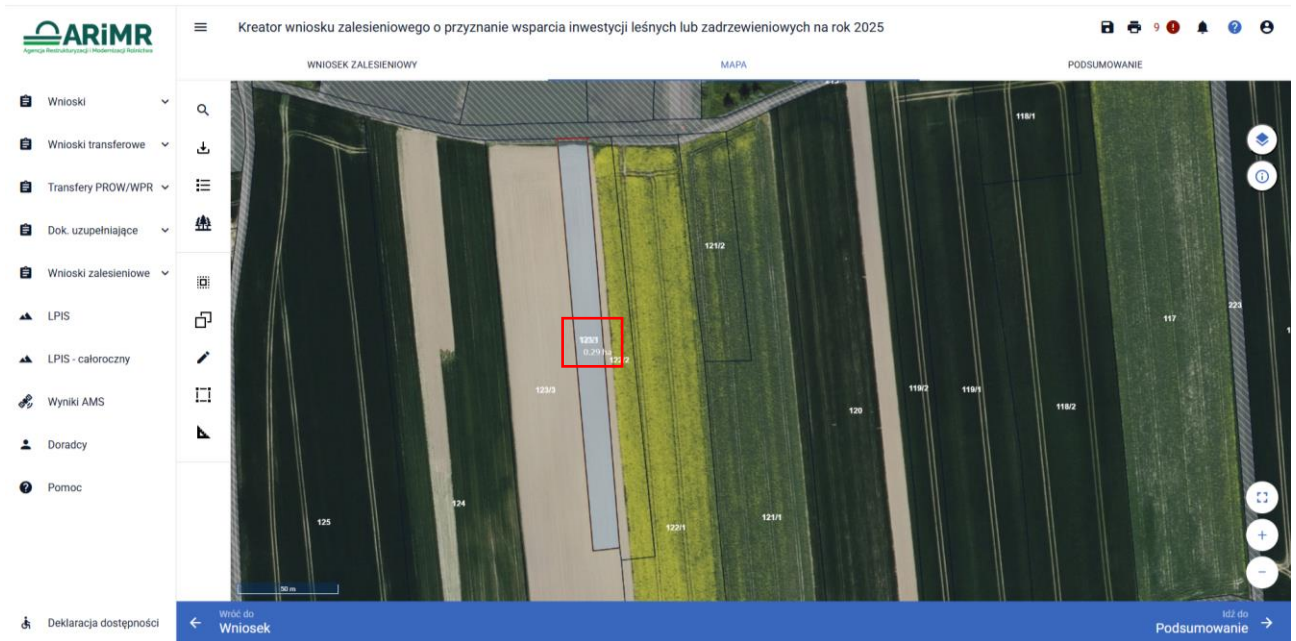 ARiMR
Agencja Restrukturyzacji i Modernizacji Rolnictwa
Kreator wniosku zalesieniowego o przyznanie wsparcia inwestycji leśnych lub zadrzewieniowych na rok 2025
9
WNIOSEK ZALESIENIOWY
MAPA
PODSUMOWANIE
Wnioski
Wnioski transferowe
Transfery PROW/WPR
Dok. uzupełniające
Wnioski zalesieniowe
LPIS
LPIS - całoroczny
Wyniki AMS
Doradcy
Pomoc
Deklaracja dostępności
118/1
121/2
223
117
123/1
0,29 ha
122/2
123/3
119/2
119/1
118/2
120
124
125
122/1
121/1
50 m
Wróć do
Wniosek
Idź do
Podsumowanie